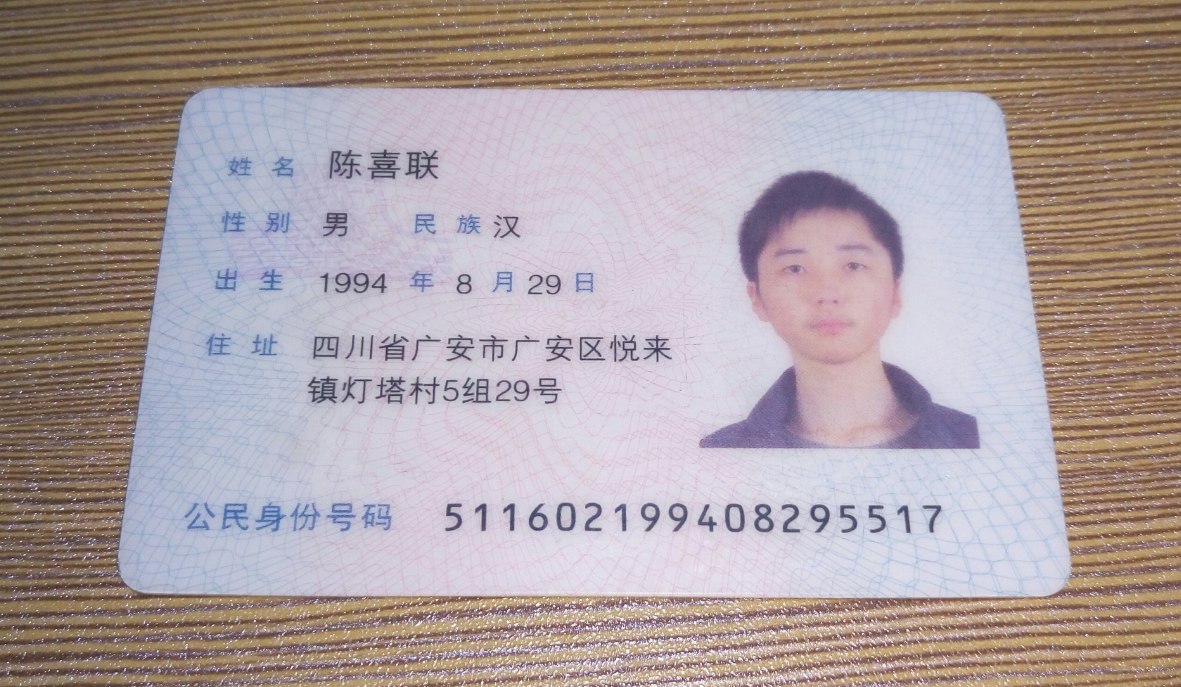 姓名 陈喜联
性别 男 民族 汉
出生 1994 年 8 月 29 日
住址 四川省广安市广安区悦来
镇灯塔村5组29号
公民身份号码 511602199408295517